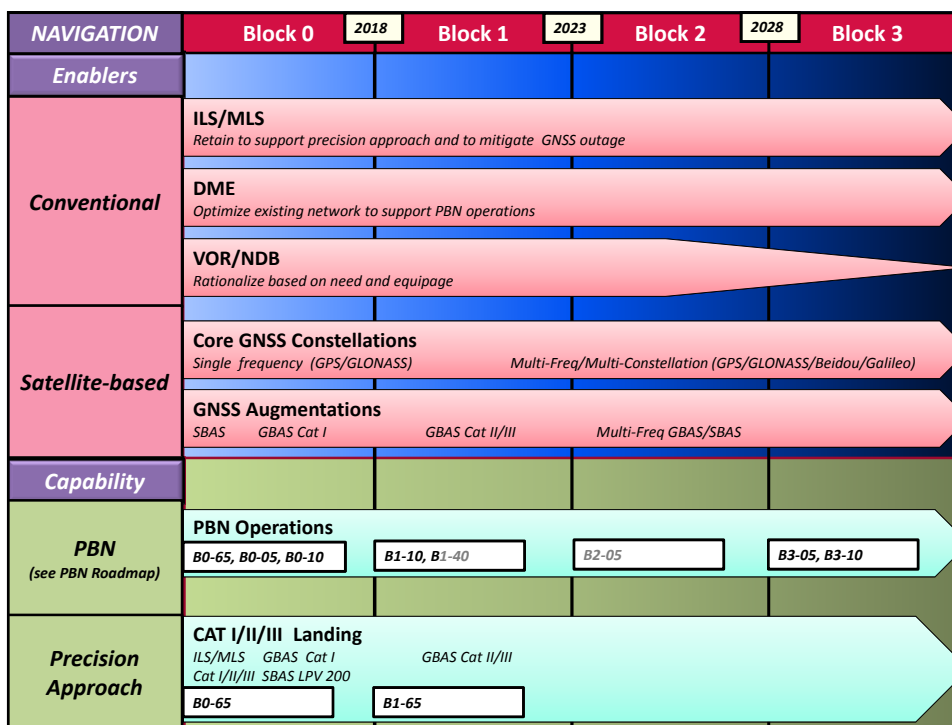 NAVIGATION Block 0 2018 Block 1 2023 Block 2 2028 Block 3
Enablers
Conventional
ILS/MLS
Retain to support precision approach and to mitigate GNSS outage
DME
Optimize existing network to support PBN operations
VOR/NDB
Rationalize based on need and equipage
Satellite-based
Core GNSS Constellations
Single frequency (GPS/GLONASS) Multi-Freq/Multi-Constellation (GPS/GLONASS/Beidou/Galileo)
GNSS Augmentations
SBAS GBAS Cat I GBAS Cat II/III Multi-Freq GBAS/SBAS
Capability
PBN
(see PBN Roadmap)
PBN Operations
B0-65, B0-05, B0-10 B1-10, B1-40 B2-05 B3-05, B3-10
Precision
Approach
CAT I/II/III Landing
ILS/MLS GBAS Cat I GBAS Cat II/III
Cat I/II/III SBAS LPV 200
B0-65 B1-65